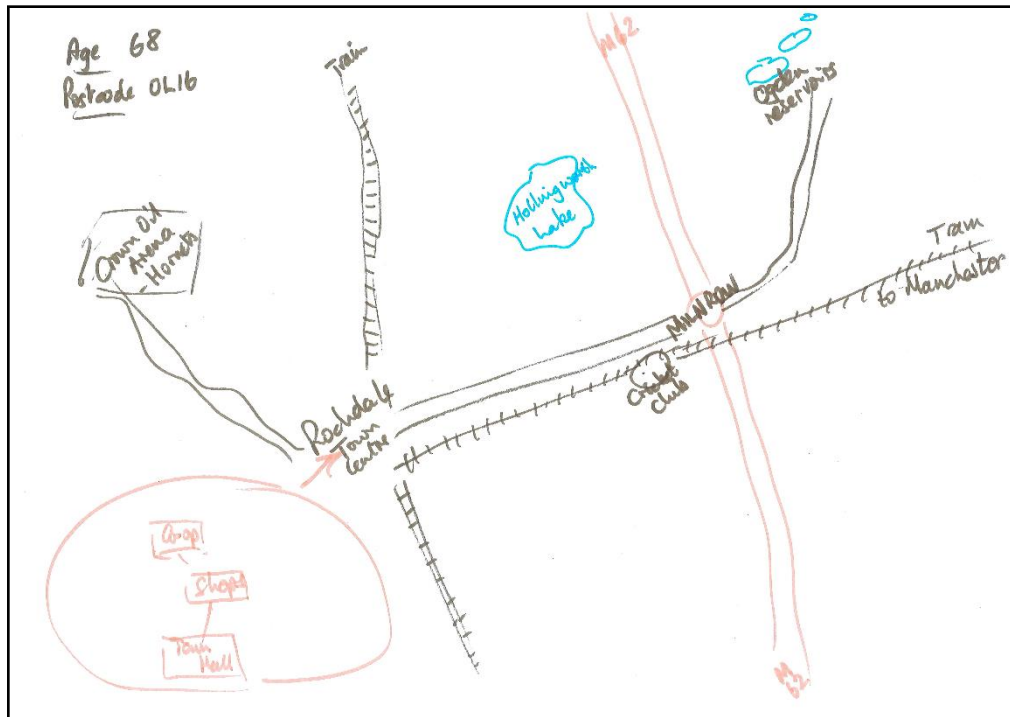 Age 68
Postcode OL16
Train
M62
Ogden
reservoirs
Hollingworth
Lake
Crown Oil
Arena
- Hornets
Tram
to Manchester
MILNROW
Cricket
club
Rochdale
Town
Centre
Co-op
Shops
Town
Hall
M62